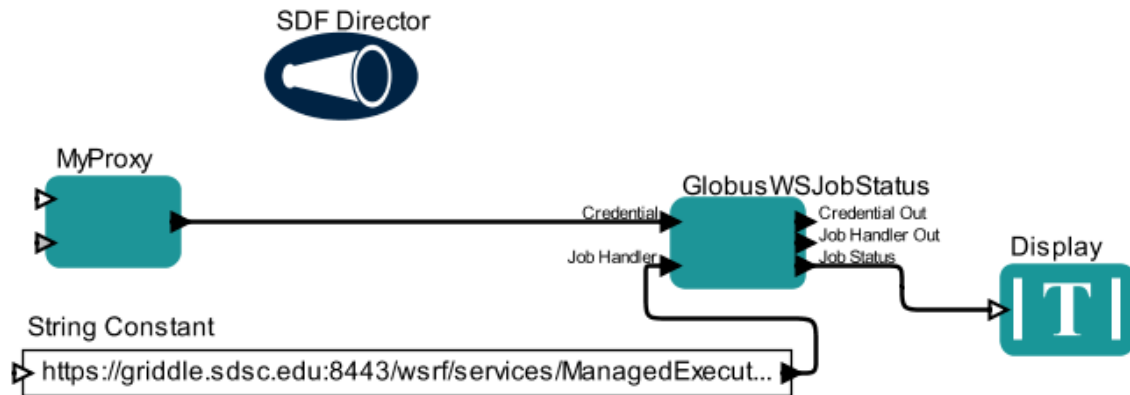 SDF Director
MyProxy
GlobusWSJobStatus
Credential
Credential Out
Job Handler Out
Job Handler
Job Status
Display
T
String Constant
https://griddle.sdsc.edu:8443/wsrf/services/ManagedExecut...